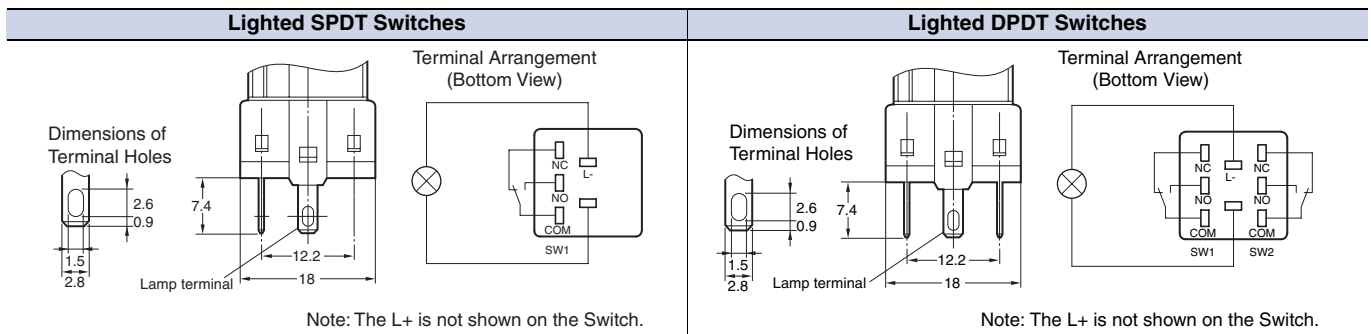 Lighted SPDT Switches
Terminal Arrangement
(Bottom View)
Dimensions of
Terminal Holes
2.6
0.9
1.5
2.8
7.4
12.2
18
Lamp terminal
NC
L-
NO
COM
SW1
Note: The L+ is not shown on the Switch.
Lighted DPDT Switches
Terminal Arrangement
(Bottom View)
Dimensions of
Terminal Holes
2.6
0.9
1.5
2.8
7.4
12.2
18
Lamp terminal
NC
L-
NC
NO
NO
COM
COM
SW1
SW2
Note: The L+ is not shown on the Switch.